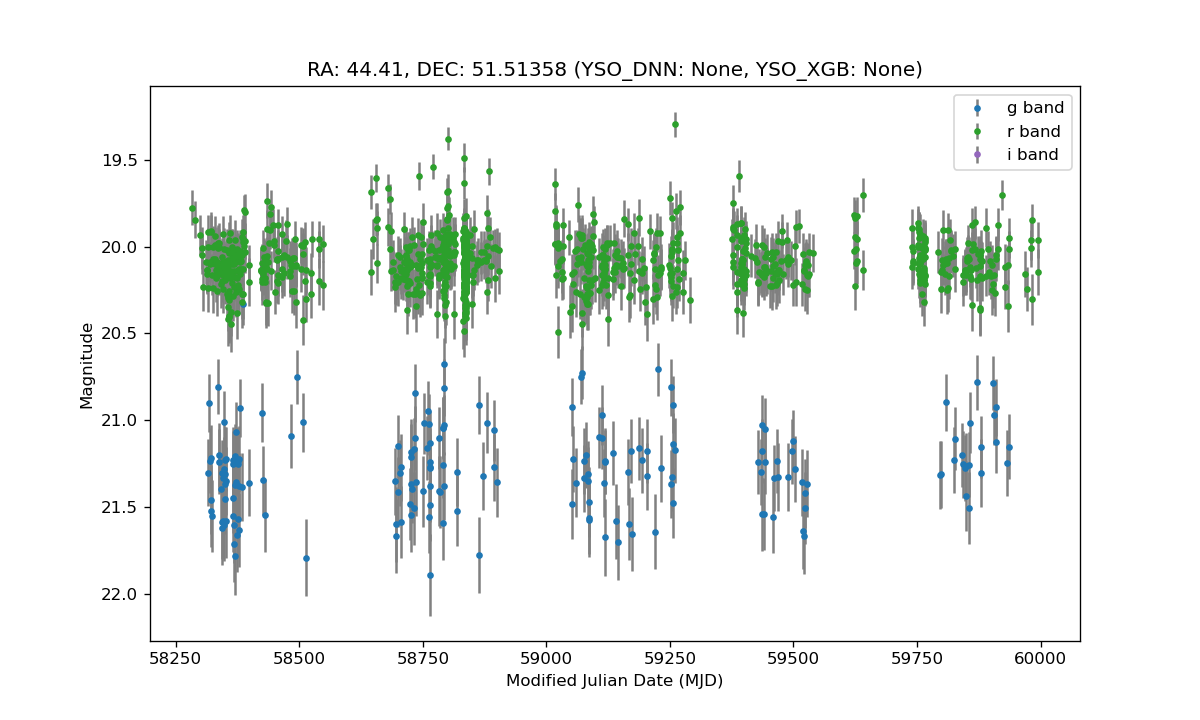 RA: 44.41, DEC: 51.51358 (YSO_DNN: None, YSO_XGB: None)
g band
r band
i band
19.5
20.0
20.5
21.0
21.5
22.0
Magnitude
58250 58500 58750 59000 59250 59500 59750 60000
Modified Julian Date (MJD)